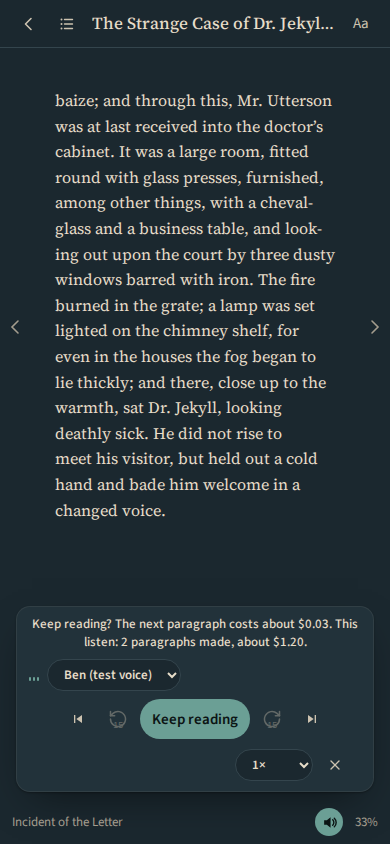 The Strange Case of Dr. Jekyl...
Aa
baize; and through this, Mr. Utterson
was at last received into the doctor’s
cabinet. It was a large room, fitted
round with glass presses, furnished,
among other things, with a cheval-
glass and a business table, and look-
ing out upon the court by three dusty
windows barred with iron. The fire
burned in the grate; a lamp was set
lighted on the chimney shelf, for
even in the houses the fog began to
lie thickly; and there, close up to the
warmth, sat Dr. Jekyll, looking
deathly sick. He did not rise to
meet his visitor, but held out a cold
hand and bade him welcome in a
changed voice.
Keep reading? The next paragraph costs about $0.03. This
listen: 2 paragraphs made, about $1.20.
Ben (test voice)
Keep reading
1×
Incident of the Letter
33%